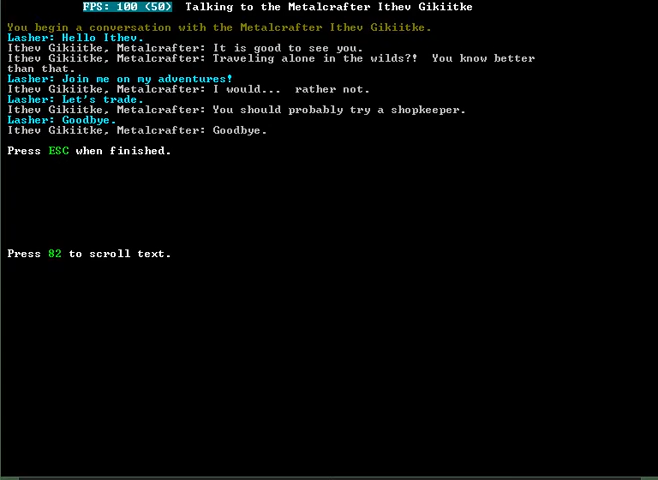 FPS: 100 (50) Talking to the Metalcrafter Ithev Gikiitke
You begin a conversation with the Metalcrafter Ithev Gikiitke.
Lasher: Hello Ithev.
Ithev Gikiitke, Metalcrafter: It is good to see you.
Ithev Gikiitke, Metalcrafter: Traveling alone in the wilds?!  You know better
than that.
Lasher: Join me on my adventures!
Ithev Gikiitke, Metalcrafter: I would...  rather not.
Lasher: Let's trade.
Ithev Gikiitke, Metalcrafter: You should probably try a shopkeeper.
Lasher: Goodbye.
Ithev Gikiitke, Metalcrafter: Goodbye.
Press ESC when finished.
Press 82 to scroll text.